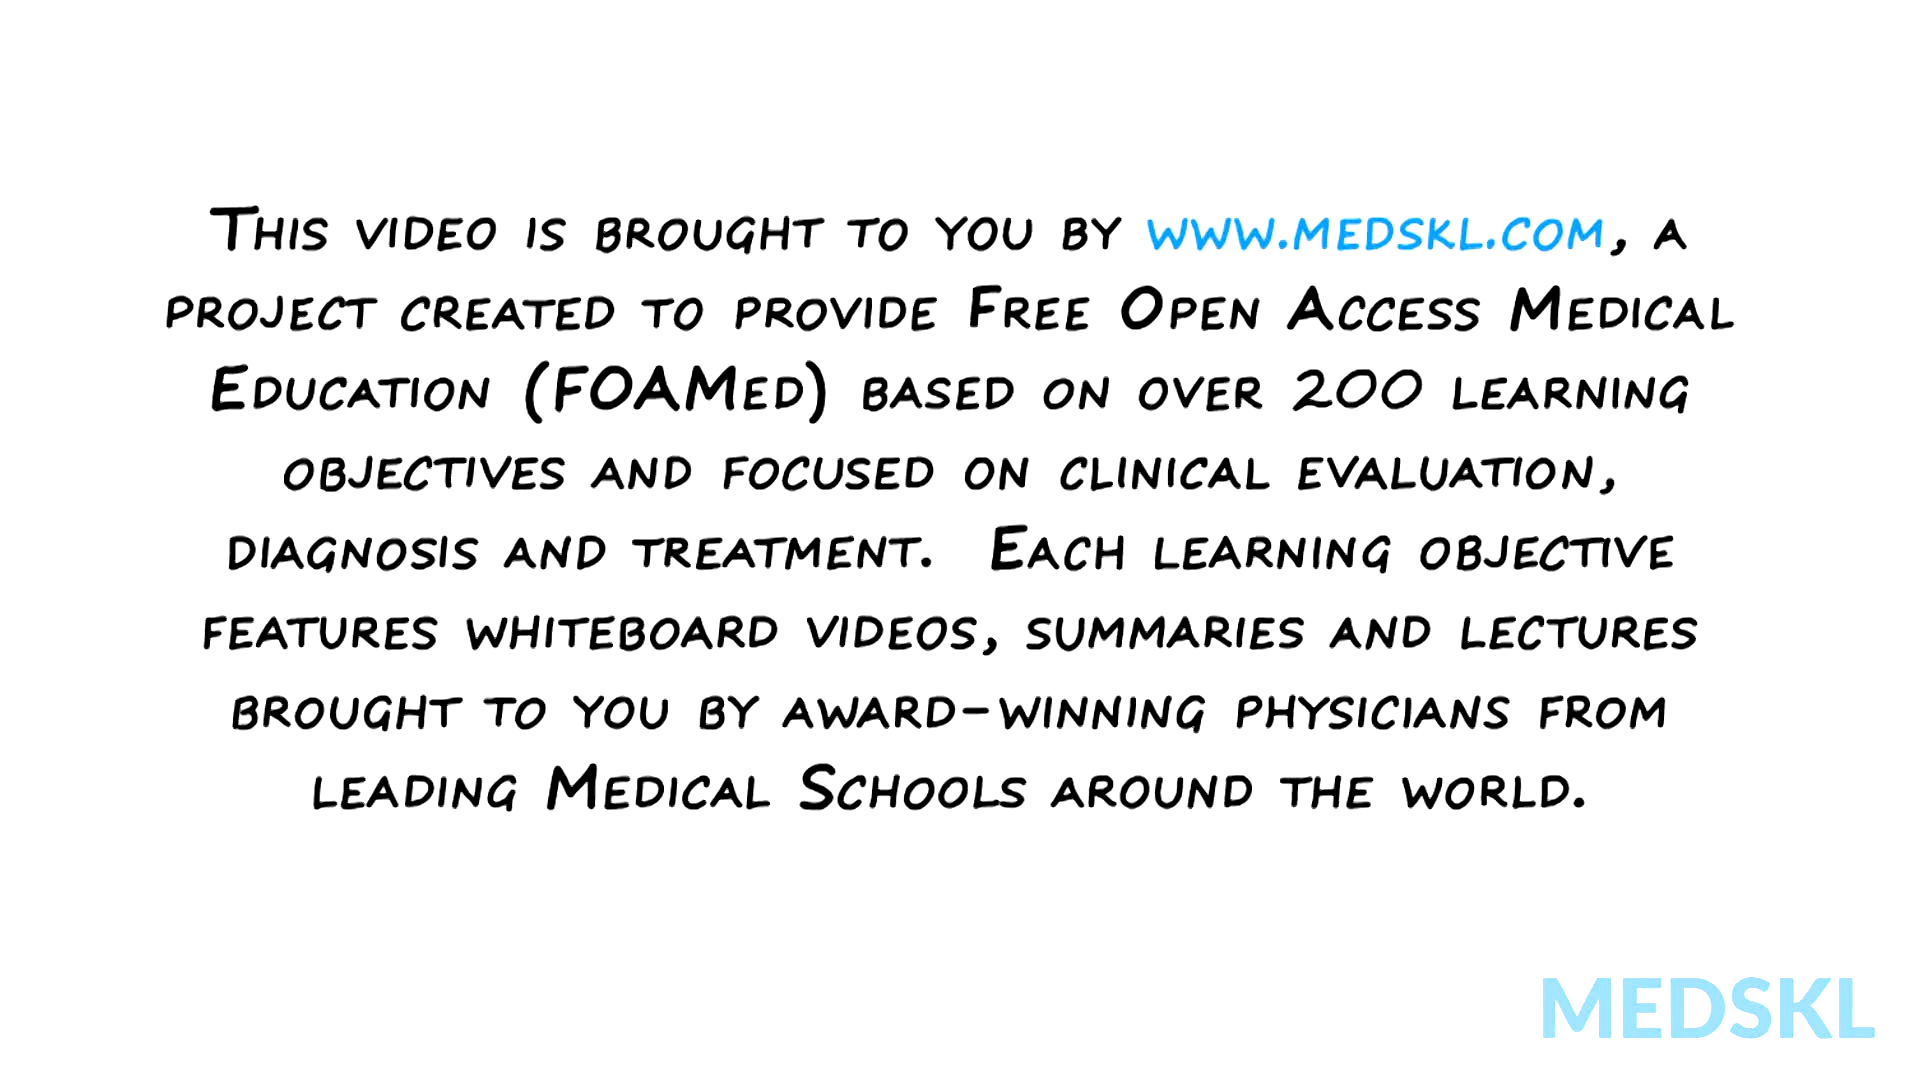 This video is brought to you by www.medskl.com, a
project created to provide Free Open Access Medical
Education (FOAMed) based on over 200 learning
objectives and focused on clinical evaluation,
diagnosis and treatment.  Each learning objective
features whiteboard videos, summaries and lectures
brought to you by award-winning physicians from
leading Medical Schools around the world.
MEDSKL